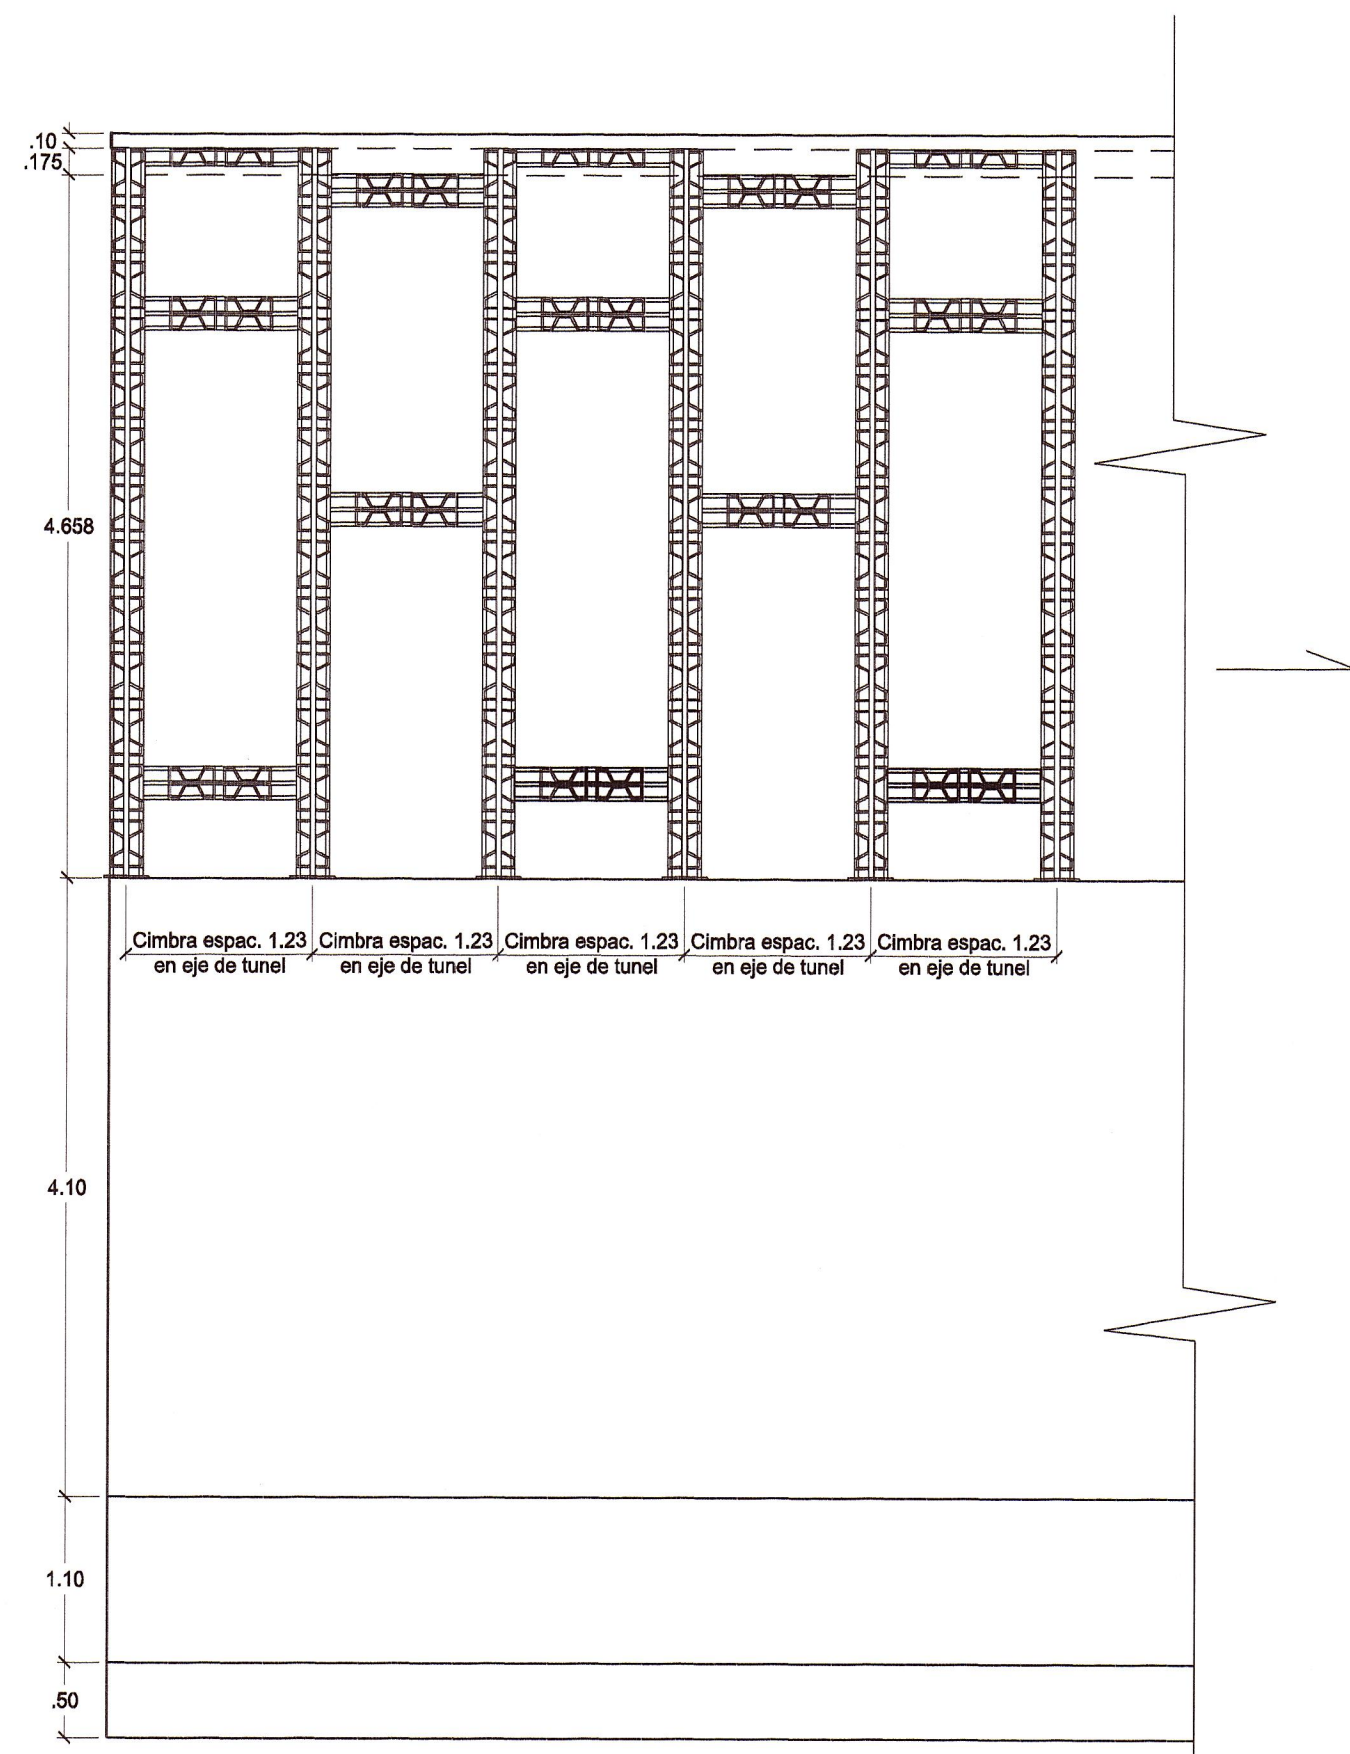 .10
.175
4.658
Cimbra espac. 1.23
en eje de tunel
Cimbra espac. 1.23
en eje de tunel
Cimbra espac. 1.23
en eje de tunel
Cimbra espac. 1.23
en eje de tunel
Cimbra espac. 1.23
en eje de tunel
4.10
1.10
.50